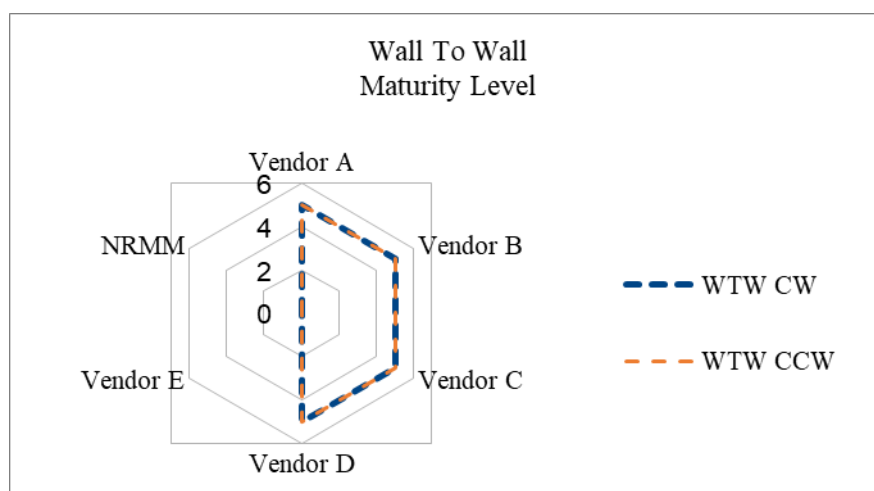 Wall To Wall
Maturity Level
Vendor A
6
NRMM
4
Vendor B
2
0
WTW CW
WTW CCW
Vendor E
Vendor C
Vendor D